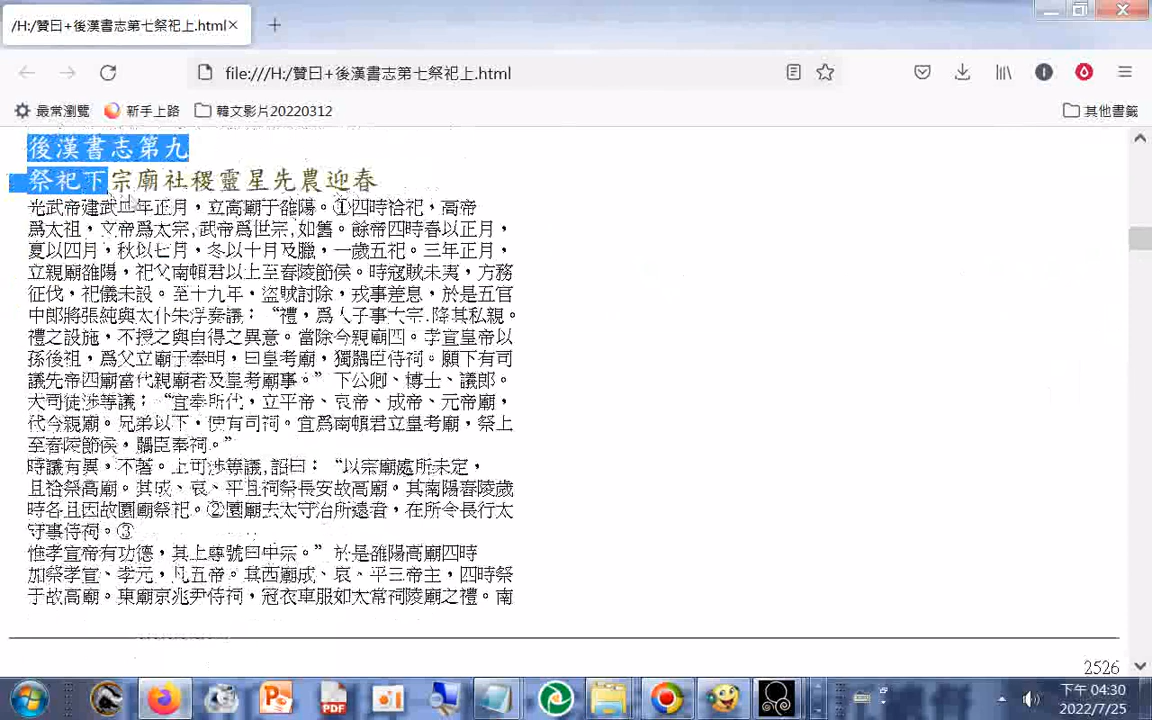 /H:/贊曰+後漢書志第七祭祀上.html
file:///H:/贊曰+後漢書志第七祭祀上.html
最常瀏覽 新手上路 韓文影片20220312 其他書籤
後漢書志第九
祭祀下宗廟社稷靈星先農迎春
光武帝建武二年正月，立高廟于雒陽。①四時祫祀，高帝
爲太祖，文帝爲太宗,武帝爲世宗,如舊。餘帝四時春以正月，
夏以四月，秋以七月，冬以十月及臘，一歲五祀。三年正月，
立親廟雒陽，祀父南頓君以上至舂陵節侯。時寇賊未夷，方務
征伐，祀儀未設。至十九年，盜賊討除，戎事差息，於是五官
中郎將張純與太仆朱浮奏議：“禮，爲人子事大宗,降其私親。
禮之設施，不授之與自得之異意。當除今親廟四。孝宣皇帝以
孫後祖，爲父立廟于奉明，曰皇考廟，獨羣臣侍祠。願下有司
議先帝四廟當代親廟者及皇考廟事。”下公卿、博士、議郎。
大司徒涉等議：“宜奉所代，立平帝、哀帝、成帝、元帝廟，
代今親廟。兄弟以下，使有司祠。宜爲南頓君立皇考廟，祭上
至舂陵節侯，羣臣奉祠。”
時議有異，不著。上可涉等議,詔曰：“以宗廟處所未定，
且祫祭高廟。其成、哀、平且祠祭長安故高廟。其南陽舂陵歲
時各且因故園廟祭祀。②園廟去太守治所遠者，在所令長行太
守事侍祠。③
惟孝宣帝有功德，其上尊號曰中宗。”於是雒陽高廟四時
加祭孝宣、孝元，凡五帝。其西廟成、哀、平三帝主，四時祭
于故高廟。東廟京兆尹侍祠，冠衣車服如太常祠陵廟之禮。南
2526
下午 04:30
2022/7/25